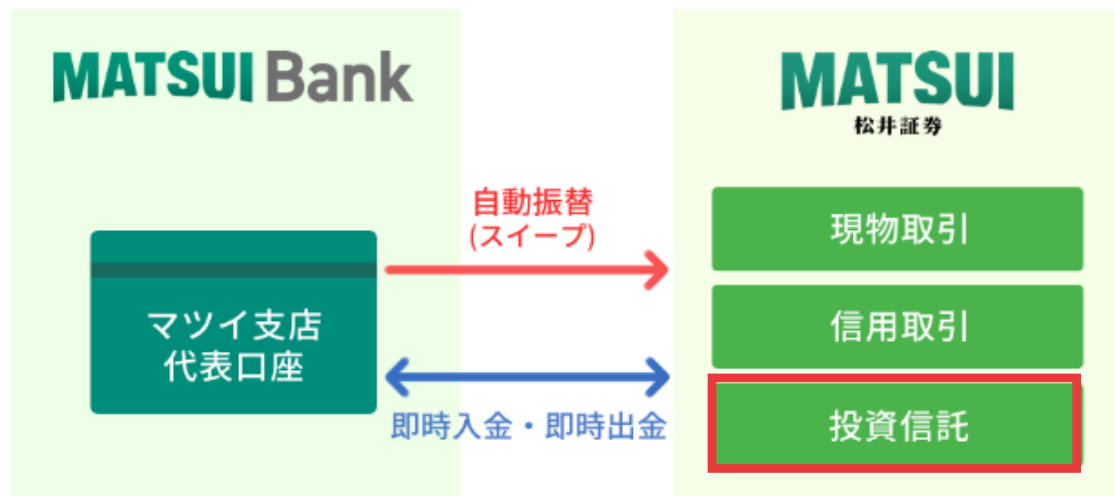 MATSUI Bank
マツイ支店
代表口座
自動振替
(スイープ)
即時入金・即時出金
MATSUI
松井証券
現物取引
信用取引
投資信託